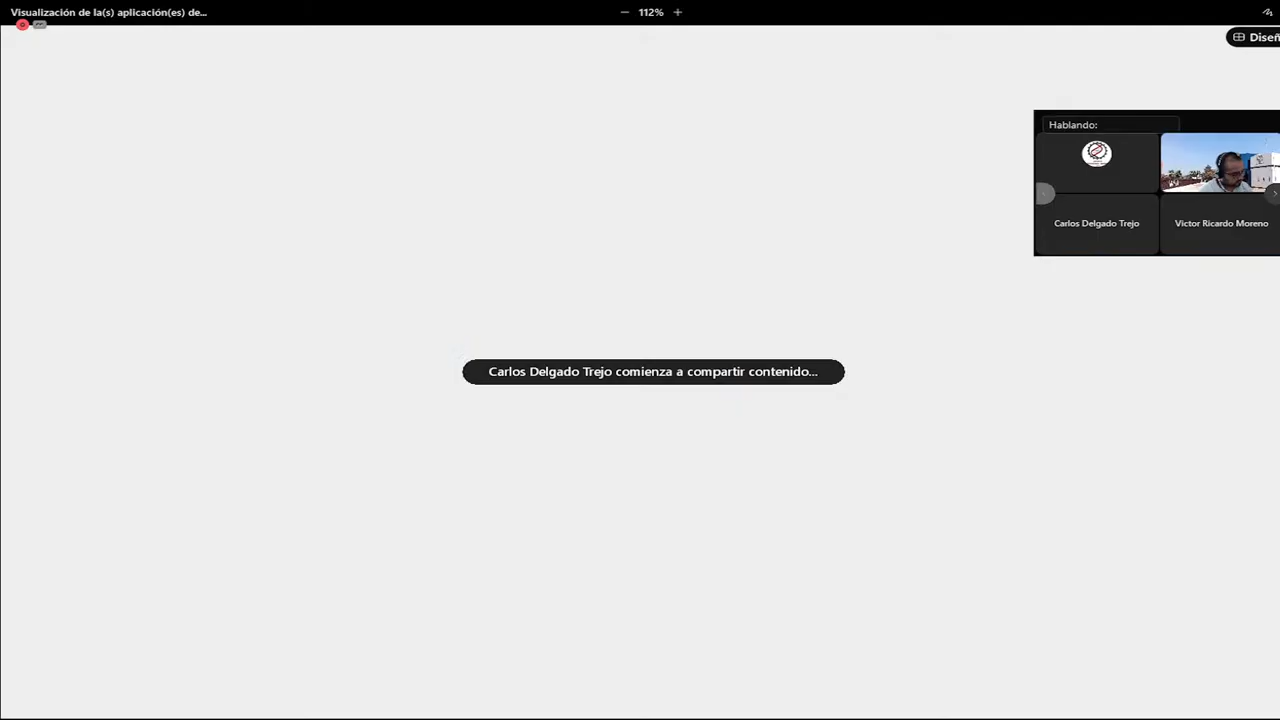 Visualización de la(s) aplicación(es) de...
112%
Diseñ
Hablando:
Carlos Delgado Trejo
Victor Ricardo Moreno
Carlos Delgado Trejo comienza a compartir contenido...